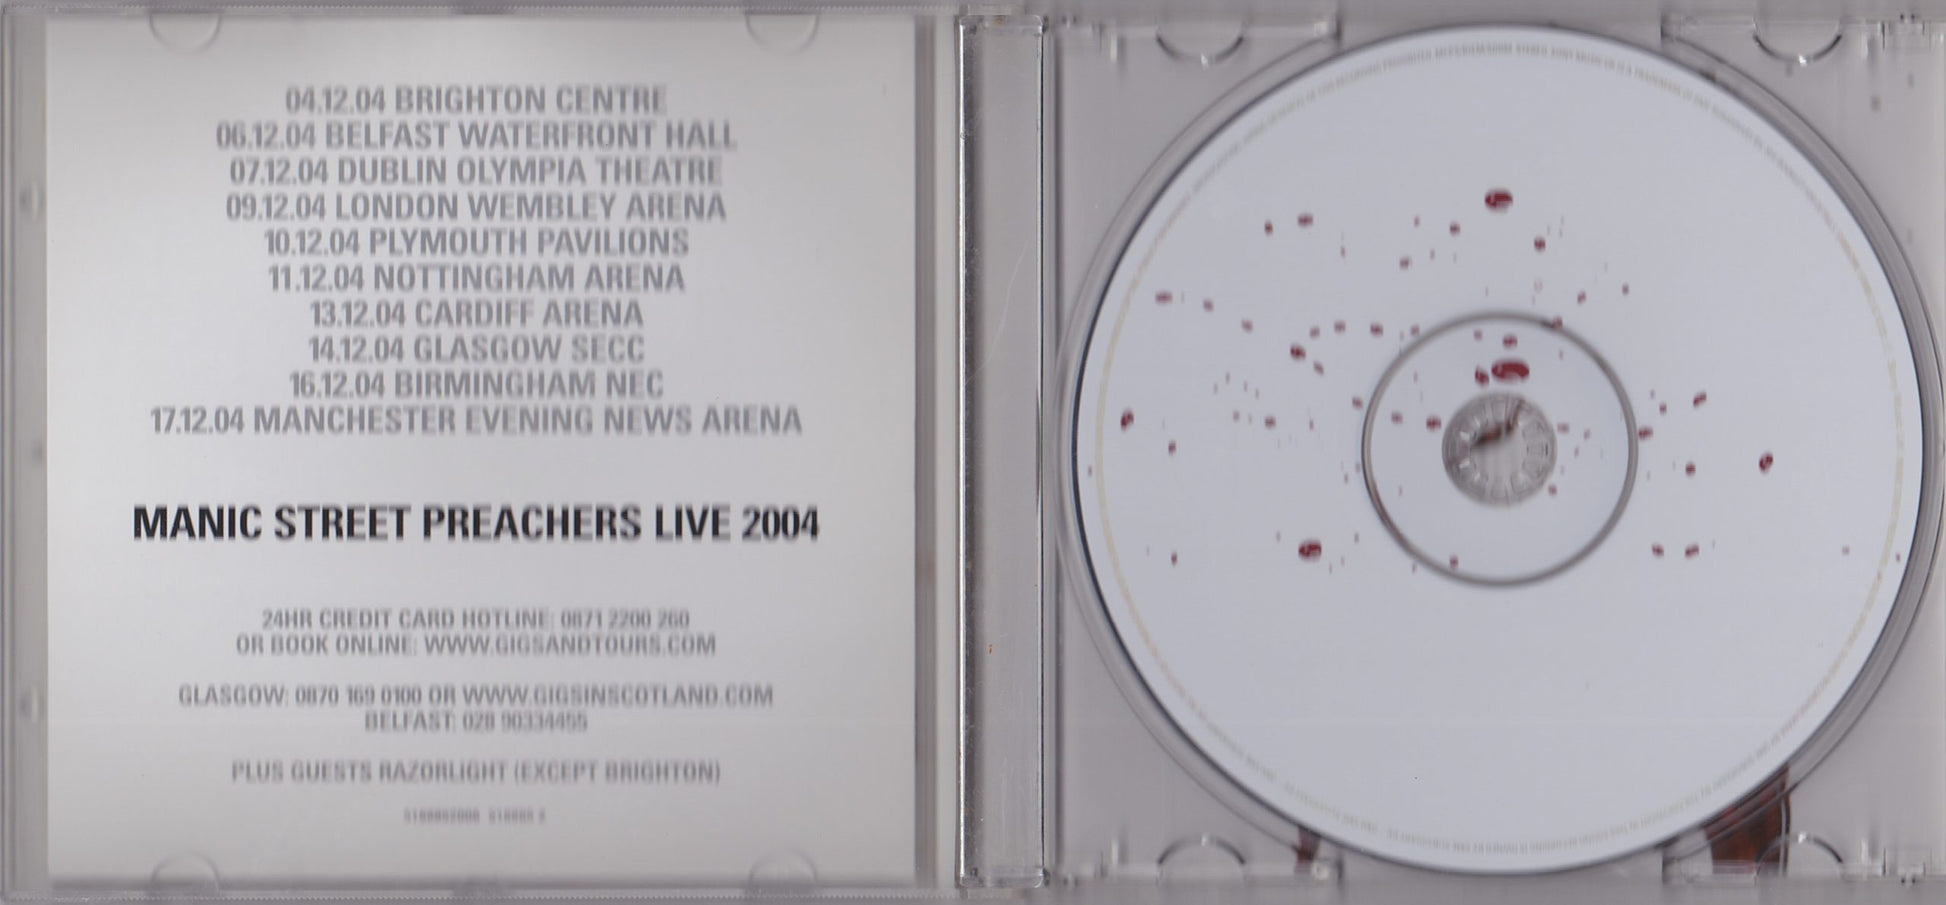 04.12.04 BRIGHTON CENTRE
06.12.04 BELFAST WATERFRONT HALL
07.12.04 DUBLIN OLYMPIA THEATRE
09.12.04 LONDON WEMBLEY ARENA
10.12.04 PLYMOUTH PAVILIONS
11.12.04 NOTTINGHAM ARENA
13.12.04 CARDIFF ARENA
14.12.04 GLASGOW SECC
16.12.04 BIRMINGHAM NEC
17.12.04 MANCHESTER EVENING NEWS ARENA
MANIC STREET PREACHERS LIVE 2004
24HR CREDIT CARD HOTLINE: 0871 2200 260
OR BOOK ONLINE: WWW.GIGSANDTOURS.COM
GLASGOW: 0870 169 0100 OR WWW.GIGSINSCOTLAND.COM
BELFAST: 028 90334455
PLUS GUESTS RAZORLIGHT (EXCEPT BRIGHTON)